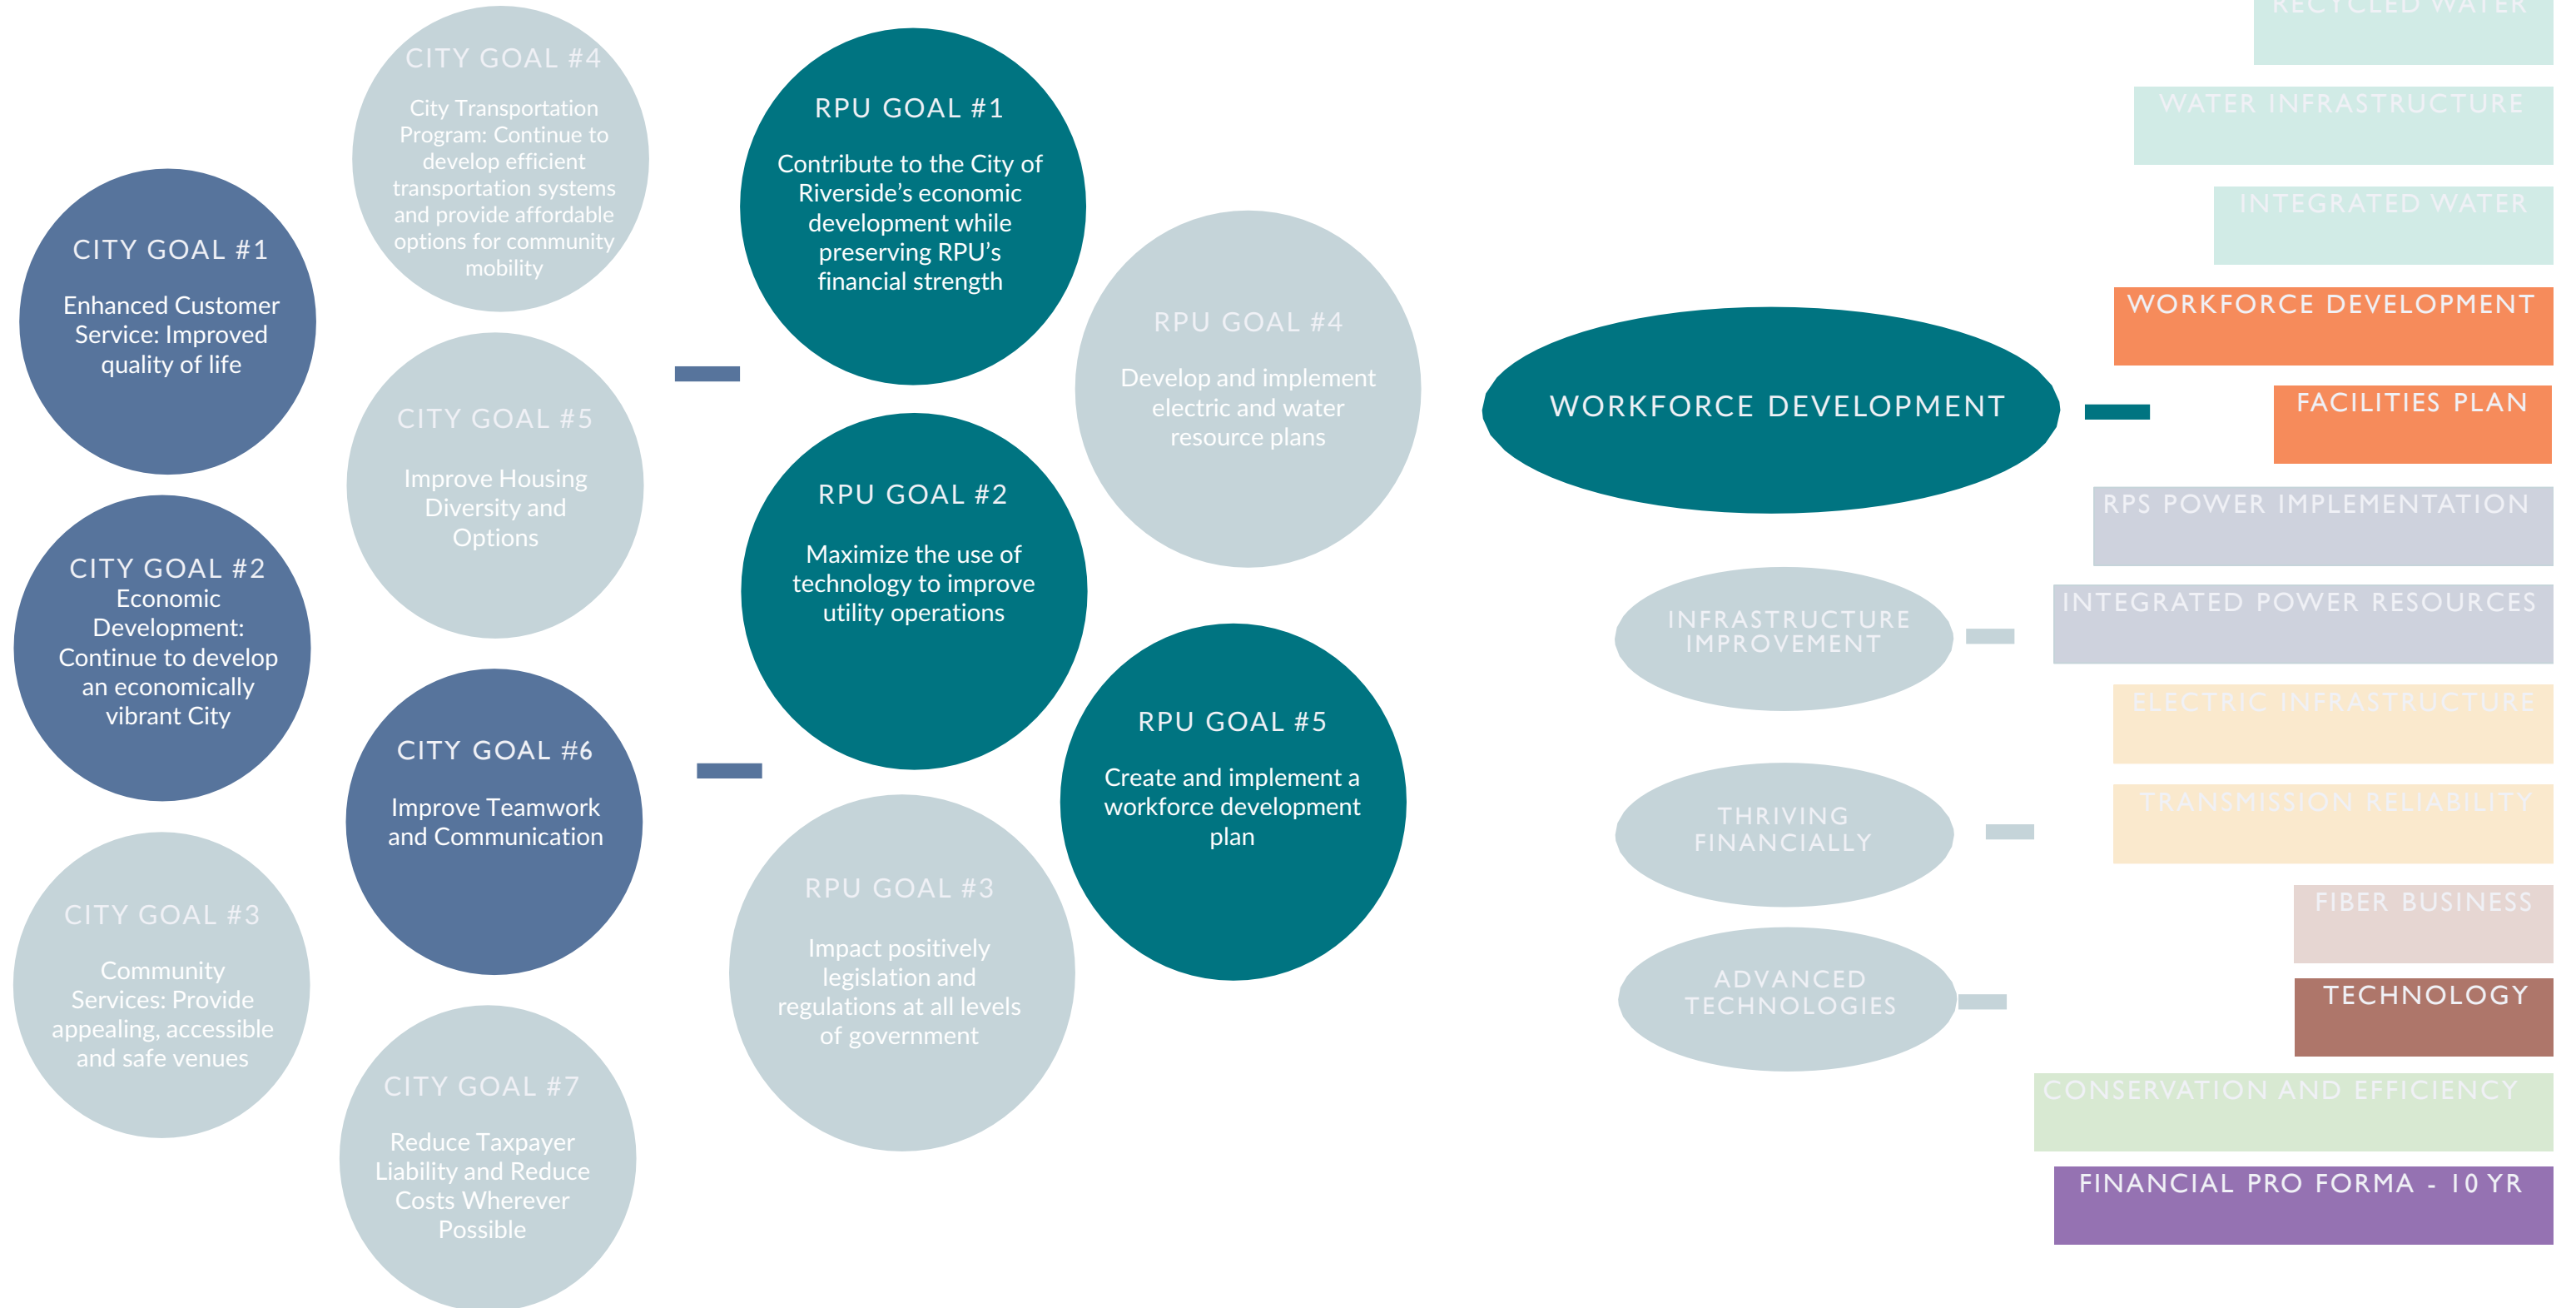 CITY GOAL #1
Enhanced Customer
Service: Improved
quality of life
CITY GOAL #2
Economic
Development:
Continue to develop
an economically
vibrant City
CITY GOAL #3
Community
Services: Provide
appealing, accessible
and safe venues
CITY GOAL #4
City Transportation
Program: Continue to
develop efficient
transportation systems
and provide affordable
options for community
mobility
CITY GOAL #5
Improve Housing
Diversity and
Options
CITY GOAL #6
Improve Teamwork
and Communication
CITY GOAL #7
Reduce Taxpayer
Liability and Reduce
Costs Wherever
Possible
RPU GOAL #1
Contribute to the City of
Riverside’s economic
development while
preserving RPU’s
financial strength
RPU GOAL #2
Maximize the use of
technology to improve
utility operations
RPU GOAL #3
Impact positively
legislation and
regulations at all levels
of government
RPU GOAL #4
Develop and implement
electric and water
resource plans
RPU GOAL #5
Create and implement a
workforce development
plan
WORKFORCE DEVELOPMENT
INFRASTRUCTURE
IMPROVEMENT
THRIVING
FINANCIALLY
ADVANCED
TECHNOLOGIES
RECYCLED WATER
WATER INFRASTRUCTURE
INTEGRATED WATER
WORKFORCE DEVELOPMENT
FACILITIES PLAN
RPS POWER IMPLEMENTATION
INTEGRATED POWER RESOURCES
ELECTRIC INFRASTRUCTURE
TRANSMISSION RELIABILITY
FIBER BUSINESS
TECHNOLOGY
CONSERVATION AND EFFICIENCY
FINANCIAL PRO FORMA - 10 YR